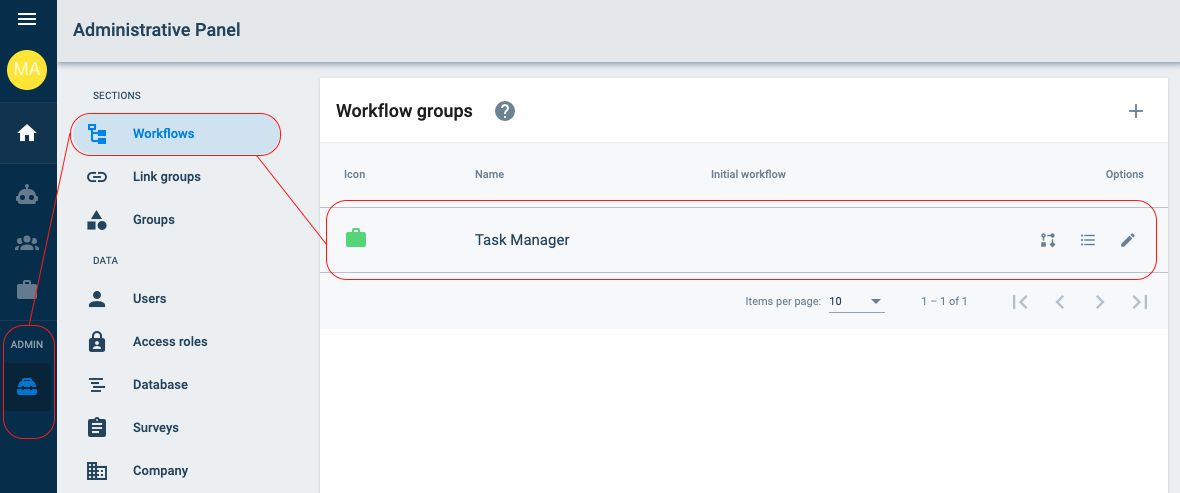 Administrative Panel
MA
SECTIONS
Workflows
Link groups
Groups
DATA
Users
Access roles
Database
Surveys
Company
ADMIN
Workflow groups ?
Icon Name Initial workflow Options
Task Manager
Items per page: 10 1 – 1 of 1